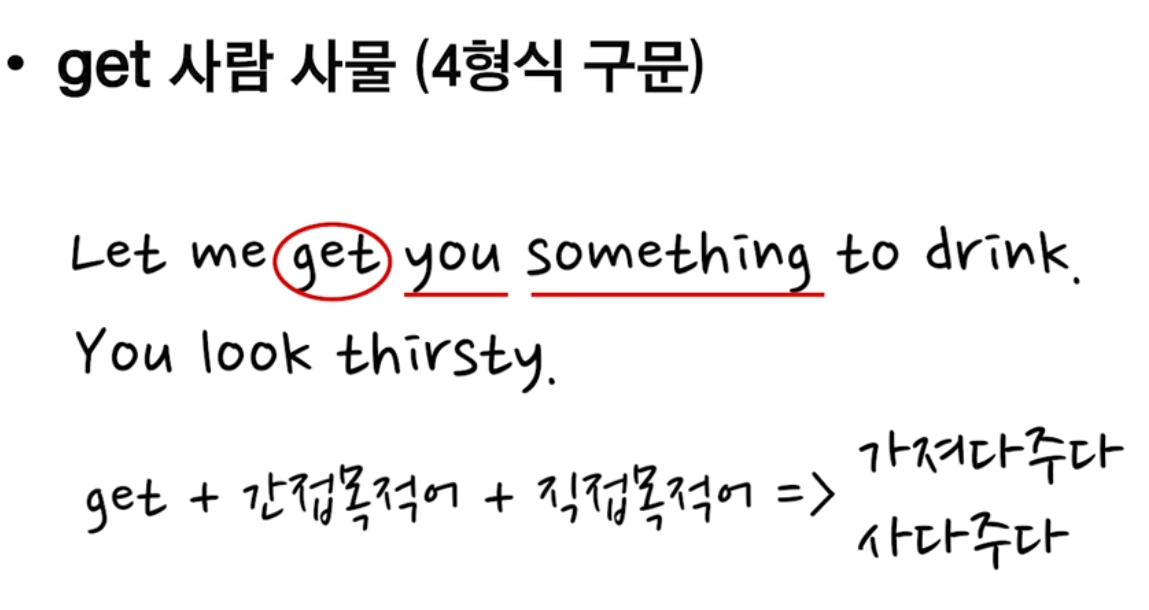 • get 사람 사물 (4형식 구문)
Let me get you something to drink.
You look thirsty.
get + 간접목적어 + 직접목적어 => 가져다주다
사다주다